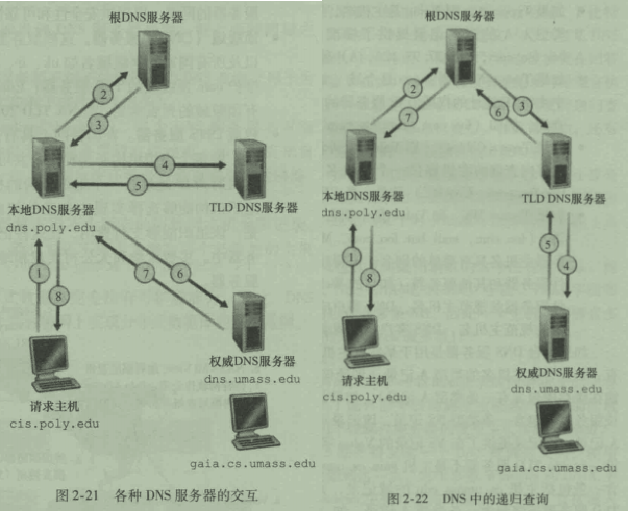 根DNS服务器
②
③
④
⑤
本地DNS服务器
dns.poly.edu
TLD DNS服务器
①
⑧
⑦
⑥
权威DNS服务器
dns.umass.edu
请求主机
cis.poly.edu
gaia.cs.umass.edu
图2-21 各种DNS服务器的交互
根DNS服务器
②
⑦
③
⑥
本地DNS服务器
dns.poly.edu
TLD DNS服务器
①
⑧
⑤
④
请求主机
cis.poly.edu
权威DNS服务器
dns.umass.edu
gaia.cs.umass.edu
图2-22 DNS中的递归查询